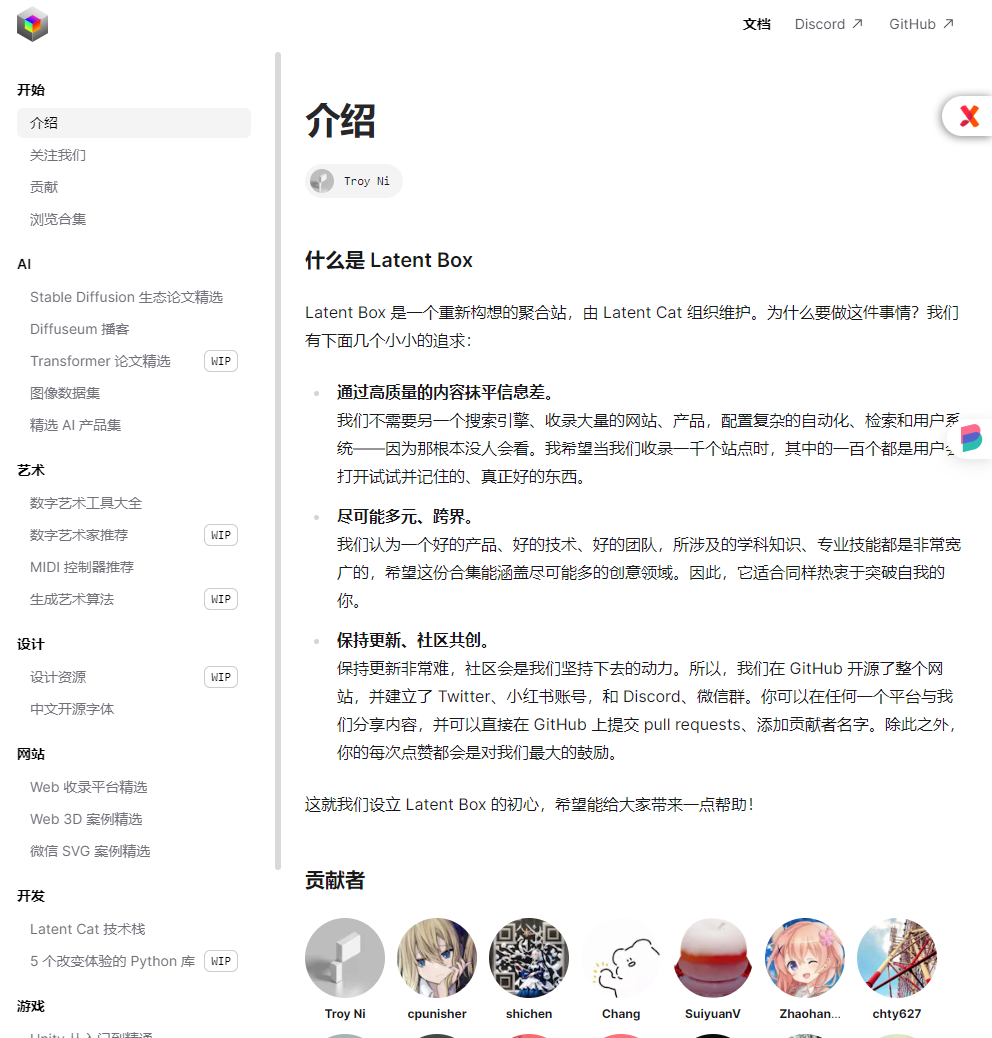 文档
Discord ↗
GitHub ↗
开始
介绍
关注我们
贡献
浏览合集
AI
Stable Diffusion 生态论文精选
Diffuseum 播客
Transformer 论文精选 WIP
图像数据集
精选 AI 产品集
艺术
数字艺术工具大全
数字艺术家推荐 WIP
MIDI 控制器推荐
生成艺术算法 WIP
设计
设计资源 WIP
中文开源字体
网站
Web 收录平台精选
Web 3D 案例精选
微信 SVG 案例精选
开发
Latent Cat 技术栈
5 个改变体验的 Python 库 WIP
游戏
介绍
Troy Ni
什么是 Latent Box
Latent Box 是一个重新构想的聚合站，由 Latent Cat 组织维护。为什么要做这件事情？我们
有下面几个小小的追求：
通过高质量的内容抹平信息差。
我们不需要另一个搜索引擎、收录大量的网站、产品，配置复杂的自动化、检索和用户系
统——因为那根本没人会看。我希望当我们收录一千个站点时，其中的一百个都是用户会
打开试试并记住的、真正好的东西。
尽可能多元、跨界。
我们认为一个好的产品、好的技术、好的团队，所涉及的学科知识、专业技能都是非常宽
广的，希望这份合集能涵盖尽可能多的创意领域。因此，它适合同样热衷于突破自我的
你。
保持更新、社区共创。
保持更新非常难，社区会是我们坚持下去的动力。所以，我们在 GitHub 开源了整个网
站，并建立了 Twitter、小红书账号，和 Discord、微信群。你可以在任何一个平台与我
们分享内容，并可以直接在 GitHub 上提交 pull requests、添加贡献者名字。除此之外，
你的每次点赞都会是对我们最大的鼓励。
这就我们设立 Latent Box 的初心，希望能给大家带来一点帮助！
贡献者
Troy Ni
cpunisher
shichen
Chang
SuiyuanV
Zhaohan...
chty627